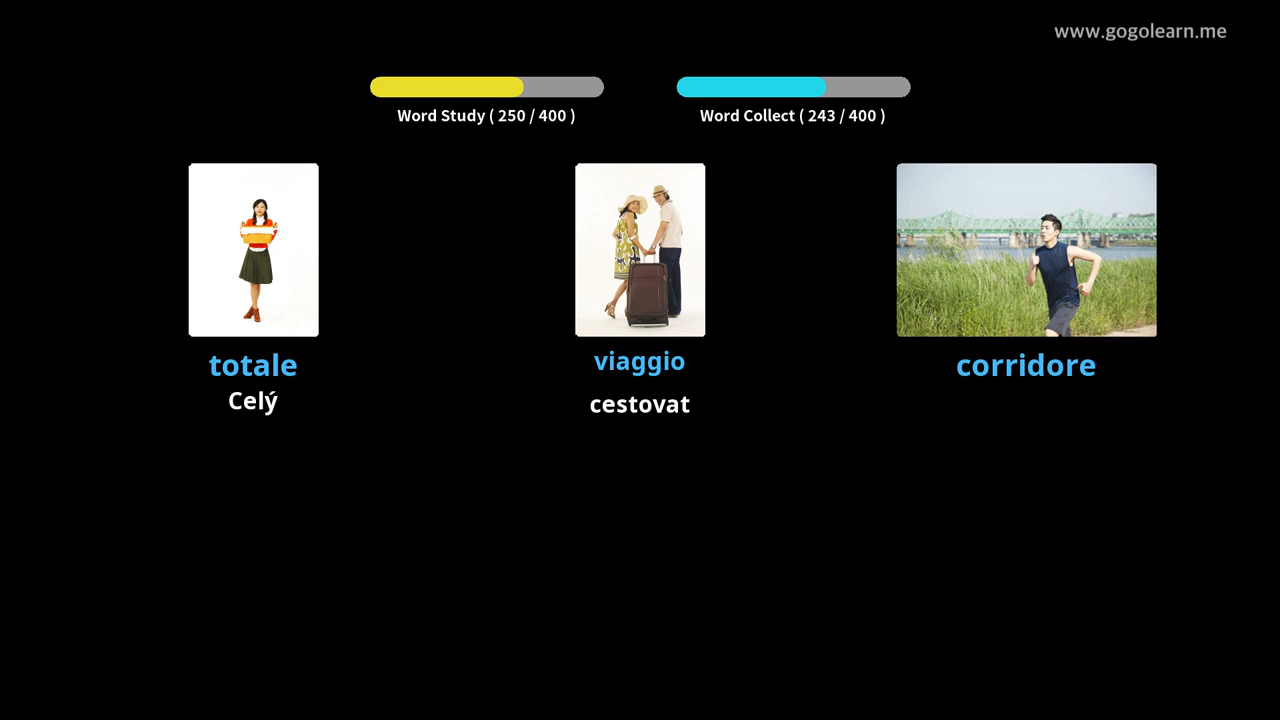 www.gogolearn.me
Word Study ( 250 / 400 )
Word Collect ( 243 / 400 )
totale
Celý
viaggio
cestovat
corridore